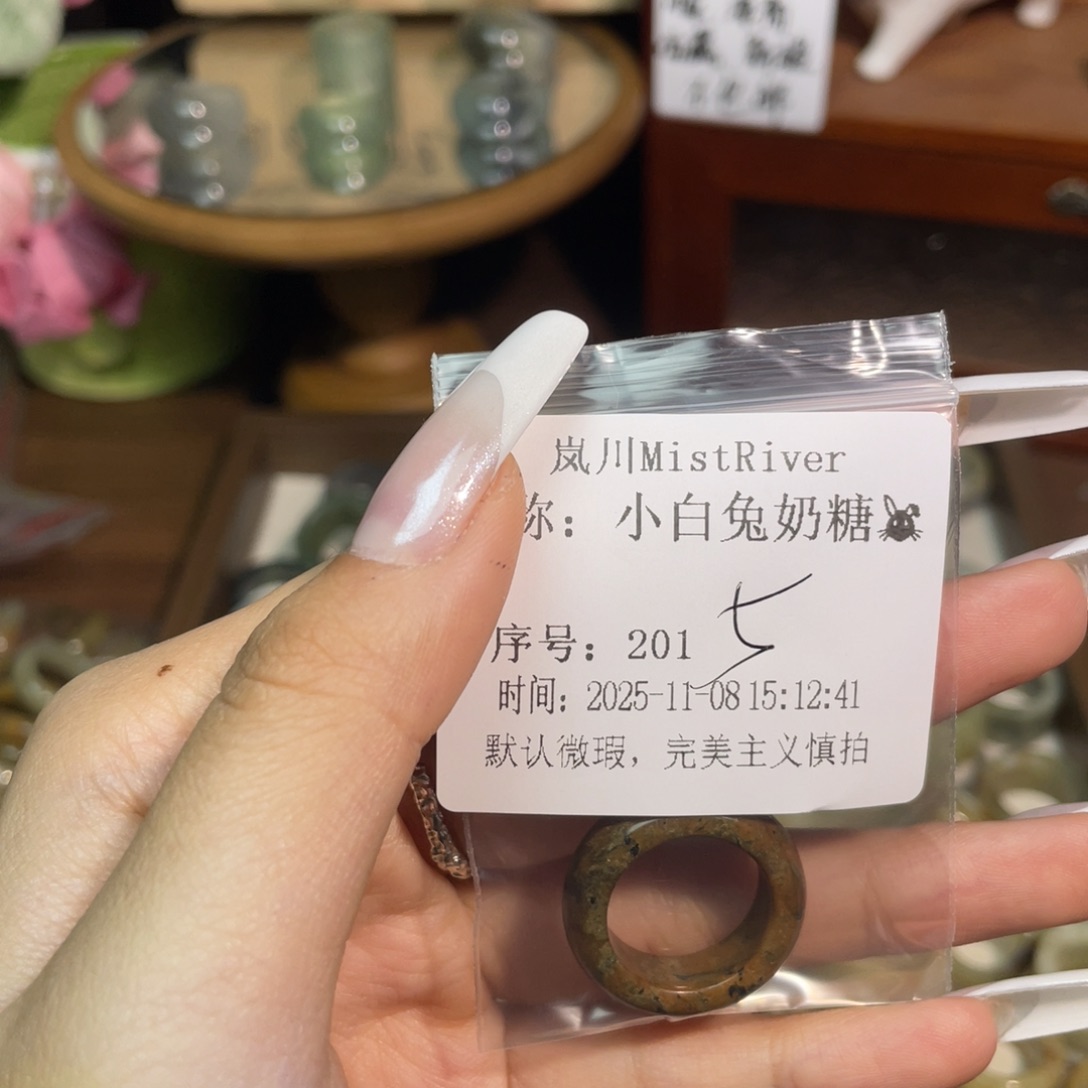 岚川MistRiver
称：小白兔奶糖🐰
序号：201
时间：2025-11-08 15:12:41
默认微瑕，完美主义慎拍